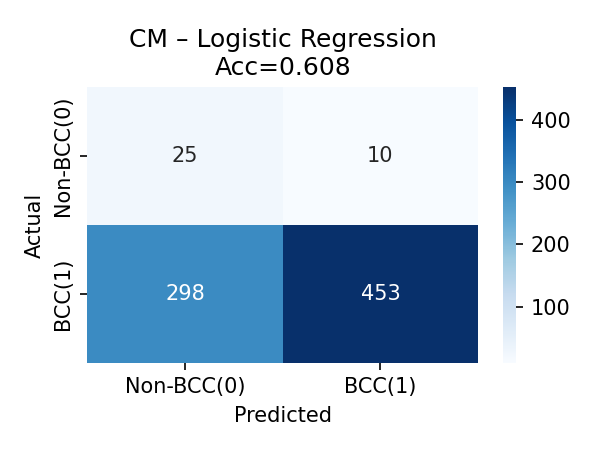 CM – Logistic Regression
Acc=0.608
Actual
Non-BCC(0)
BCC(1)
25
10
298
453
Non-BCC(0)
BCC(1)
Predicted
400
300
200
100